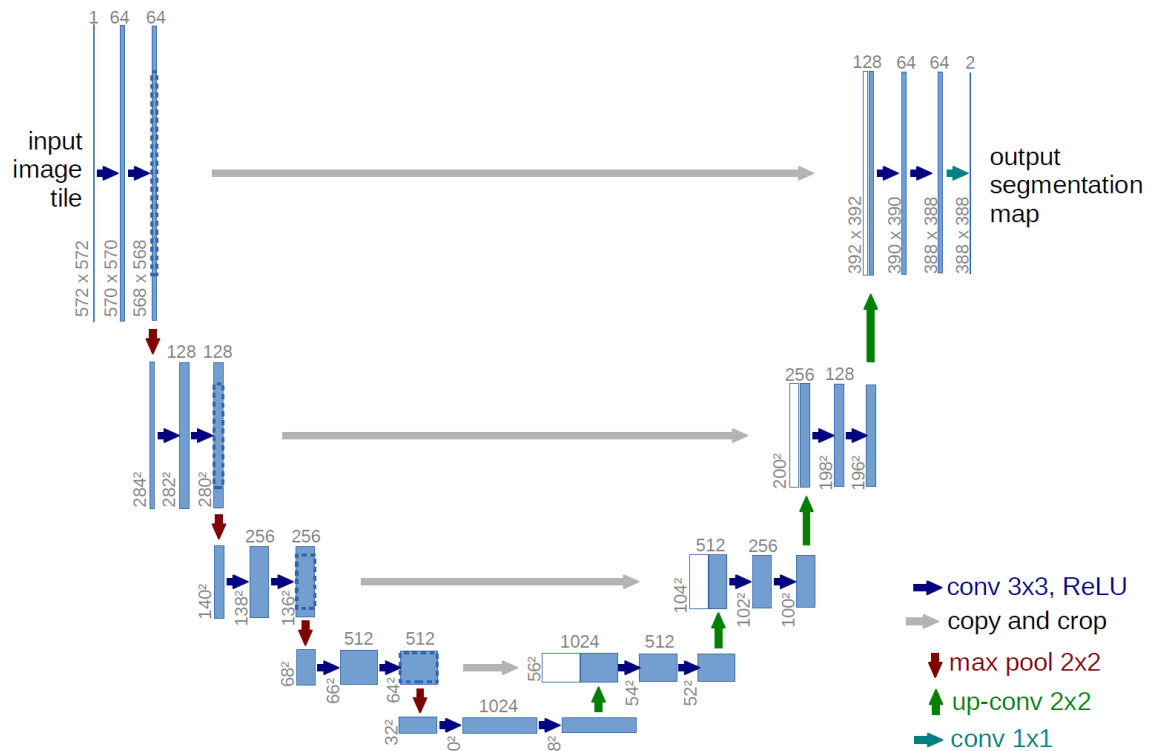 1 64 64
128 64 64 2
input
image
tile
output
segmentation
map
572 x 572
570 x 570
568 x 568
392 x 392
390 x 390
388 x 388
388 x 388
128 128
256 128
284²
282²
280²
200²
198²
196²
256 256
512 256
140²
138²
136²
104²
102²
100²
512 512
1024 512
68²
66²
64²
56²
54²
52²
1024
32²
0²
8²
conv 3x3, ReLU
copy and crop
max pool 2x2
up-conv 2x2
conv 1x1